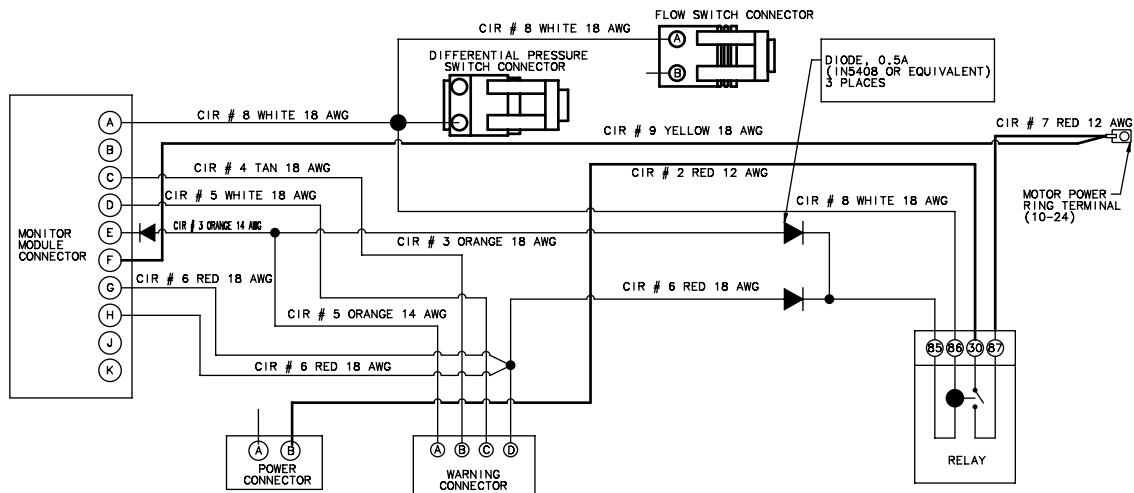 FLOW SWITCH CONNECTOR
CIR # 8 WHITE 18 AWG
A
B
DIFFERENTIAL PRESSURE
SWITCH CONNECTOR
DIODE, 0.5A
(IN5408 OR EQUIVALENT)
3 PLACES
CIR # 8 WHITE 18 AWG
CIR # 9 YELLOW 18 AWG
CIR # 7 RED 12 AWG
CIR # 4 TAN 18 AWG
CIR # 2 RED 12 AWG
CIR # 5 WHITE 18 AWG
CIR # 8 WHITE 18 AWG
MOTOR POWER
RING TERMINAL
(10-24)
MONITOR
MODULE
CONNECTOR
A
B
C
D
E
F
G
H
J
K
CIR # 3 ORANGE 14 AWG
CIR # 3 ORANGE 18 AWG
CIR # 6 RED 18 AWG
CIR # 6 RED 18 AWG
CIR # 5 ORANGE 14 AWG
CIR # 6 RED 18 AWG
85
86
30
87
RELAY
A
B
POWER
CONNECTOR
A
B
C
D
WARNING
CONNECTOR